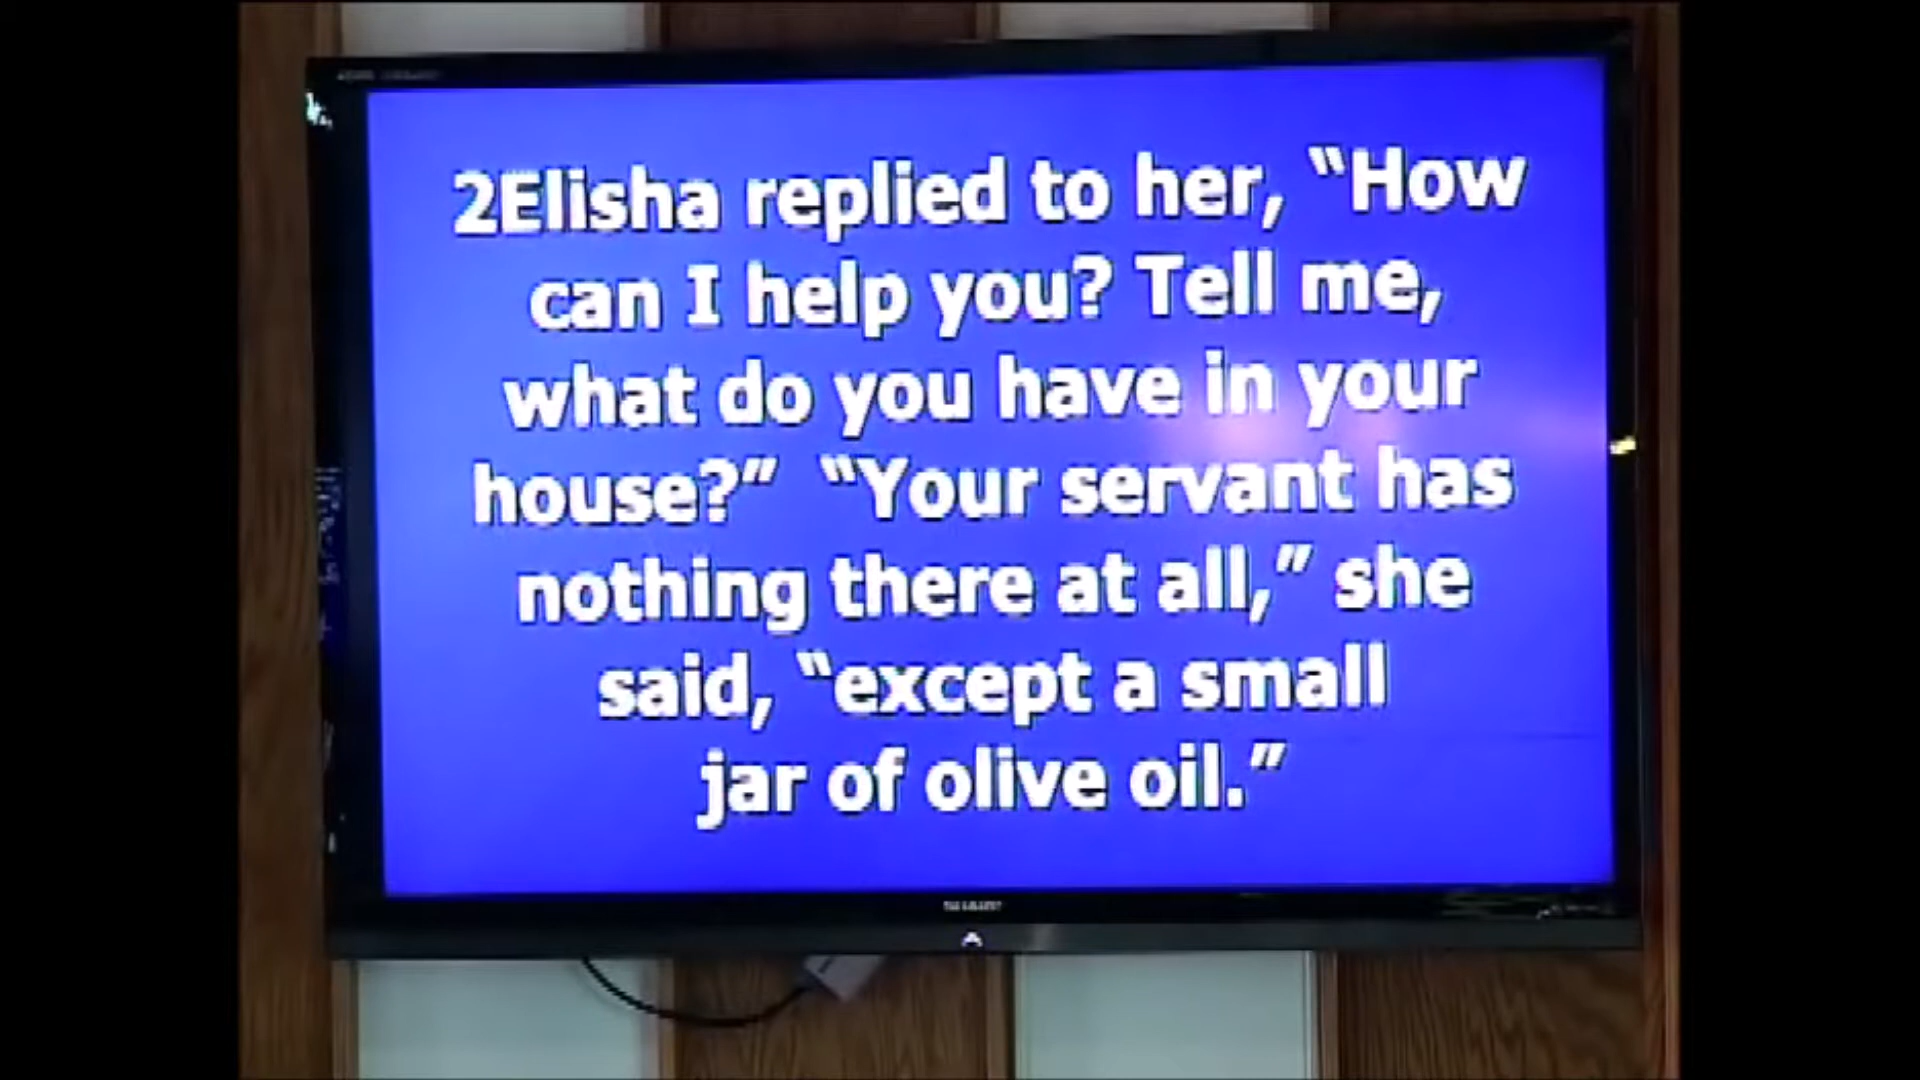 2Elisha replied to her, “How
can I help you? Tell me,
what do you have in your
house?” “Your servant has
nothing there at all,” she
said, “except a small
jar of olive oil.”